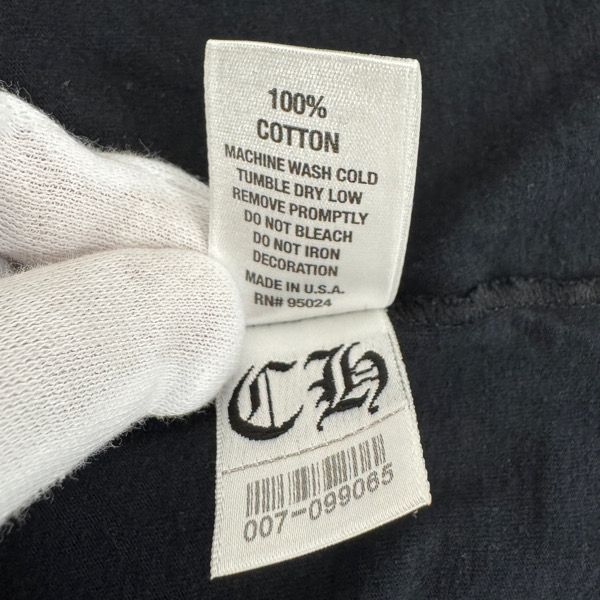 100%
COTTON
MACHINE WASH COLD
TUMBLE DRY LOW
REMOVE PROMPTLY
DO NOT BLEACH
DO NOT IRON
DECORATION
MADE IN U.S.A.
RN# 95024
CH
007-099065